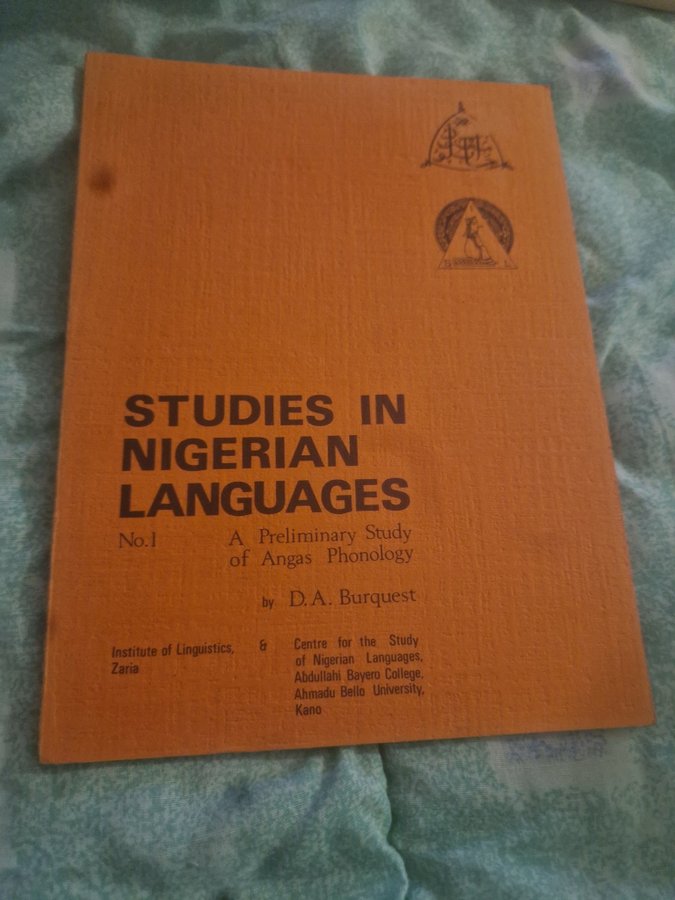 STUDIES IN
NIGERIAN
LANGUAGES
No.1 A Preliminary Study
of Angas Phonology
by D.A. Burquest
Institute of Linguistics, & Centre for the Study
Zaria of Nigerian Languages,
Abdullahi Bayero College,
Ahmadu Bello University,
Kano